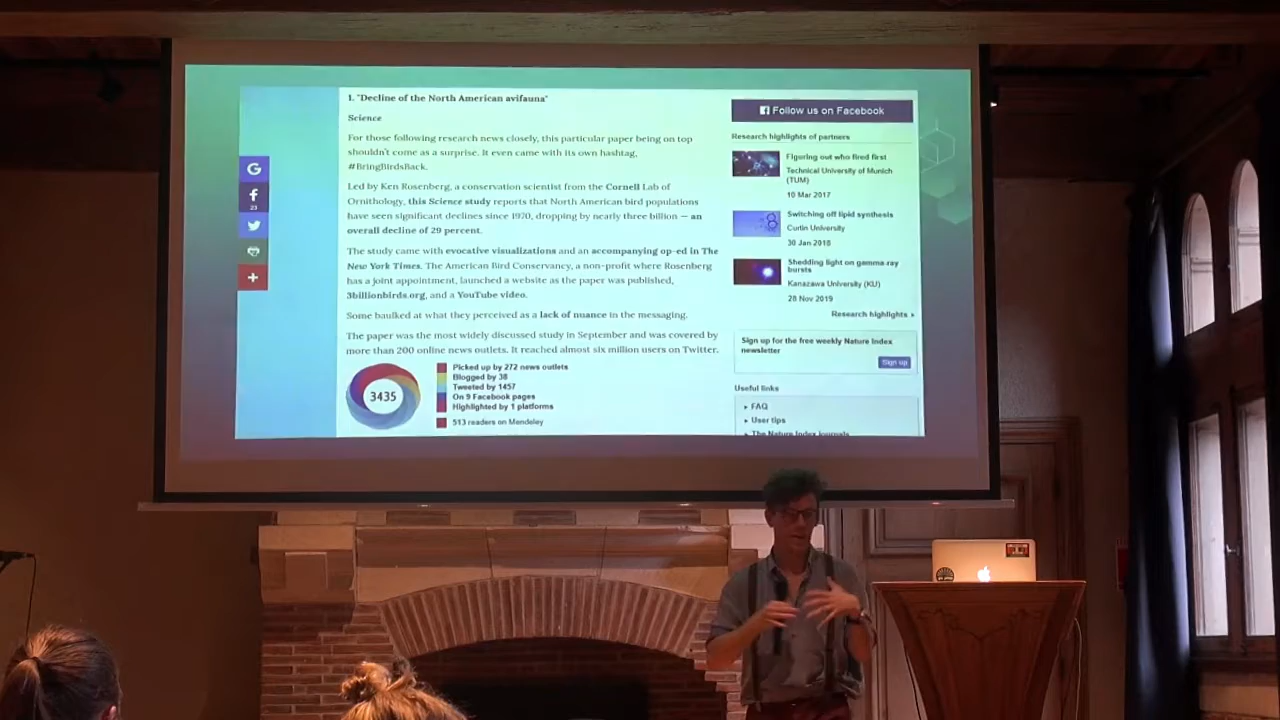 1. "Decline of the North American avifauna"
Science
For those following research news closely, this particular paper being on top
shouldn't come as a surprise. It even came with its own hashtag,
#BringBirdsBack.
Led by Ken Rosenberg, a conservation scientist from the Cornell Lab of
Ornithology, this Science study reports that North American bird populations
have seen significant declines since 1970, dropping by nearly three billion — an
overall decline of 29 percent.
The study came with evocative visualizations and an accompanying op-ed in The
New York Times. The American Bird Conservancy, a non-profit where Rosenberg
has a joint appointment, launched a website as the paper was published,
3billionbirds.org, and a YouTube video.
Some baulked at what they perceived as a lack of nuance in the messaging.
The paper was the most widely discussed study in September and was covered by
more than 200 online news outlets. It reached almost six million users on Twitter.
3435
Picked up by 272 news outlets
Blogged by 38
Tweeted by 1457
On 9 Facebook pages
Highlighted by 1 platforms
513 readers on Mendeley
G
f
23
+
Follow us on Facebook
Research highlights of partners
Figuring out who fired first
Technical University of Munich
(TUM)
10 Mar 2017
Switching off lipid synthesis
Curtin University
30 Jan 2018
Shedding light on gamma-ray
bursts
Kanazawa University (KU)
28 Nov 2019
Research highlights
Sign up for the free weekly Nature Index
newsletter
Sign up
Useful links
FAQ
User tips
The Nature Index journals